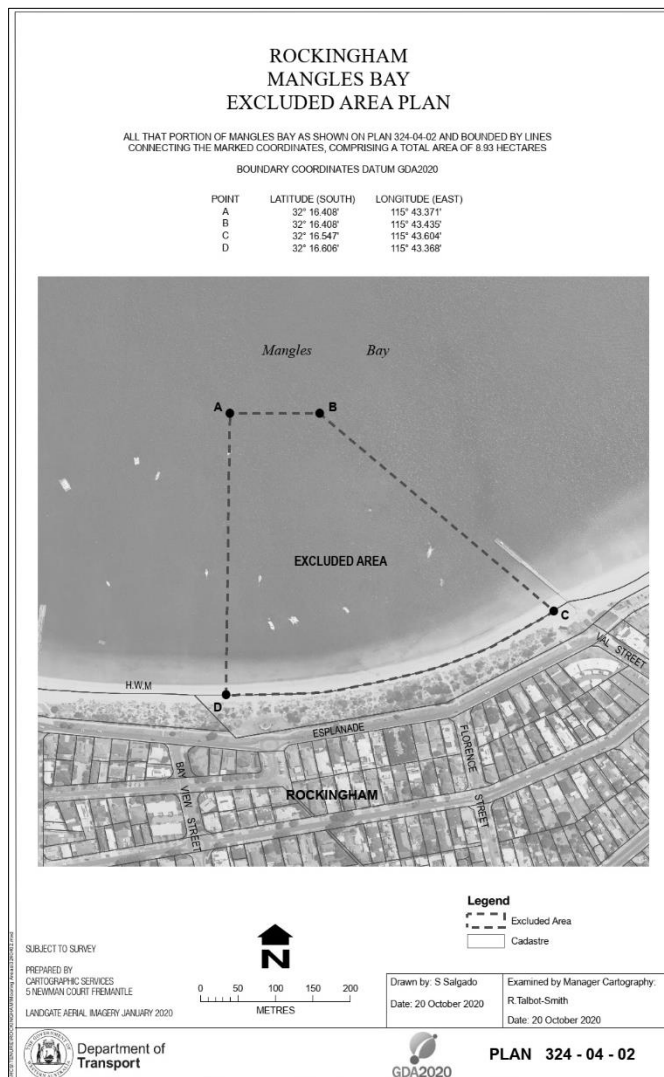 ROCKINGHAM
MANGLES BAY
EXCLUDED AREA PLAN
ALL THAT PORTION OF MANGLES BAY AS SHOWN ON PLAN 324-04-02 AND BOUNDED BY LINES
CONNECTING THE MARKED COORDINATES, COMPRISING A TOTAL AREA OF 8.93 HECTARES
BOUNDARY COORDINATES DATUM GDA2020
POINT LATITUDE (SOUTH) LONGITUDE (EAST)
A 32° 16.408' 115° 43.371'
B 32° 16.408' 115° 43.435'
C 32° 16.547' 115° 43.604'
D 32° 16.606' 115° 43.368'
Mangles Bay
A
B
EXCLUDED AREA
C
VAL STREET
H.W.M
D
ESPLANADE
FLORENCE STREET
BAY VIEW STREET
ROCKINGHAM
Legend
Excluded Area
Cadastre
SUBJECT TO SURVEY
PREPARED BY
CARTOGRAPHIC SERVICES
5 NEWMAN COURT FREMANTLE
LANDGATE AERIAL IMAGERY JANUARY 2020
N
0 50 100 200
METRES
Drawn by: S Salgado
Date: 20 October 2020
Examined by Manager Cartography:
R.Talbot-Smith
Date: 20 October 2020
Department of
Transport
GDA2020
PLAN 324 - 04 - 02